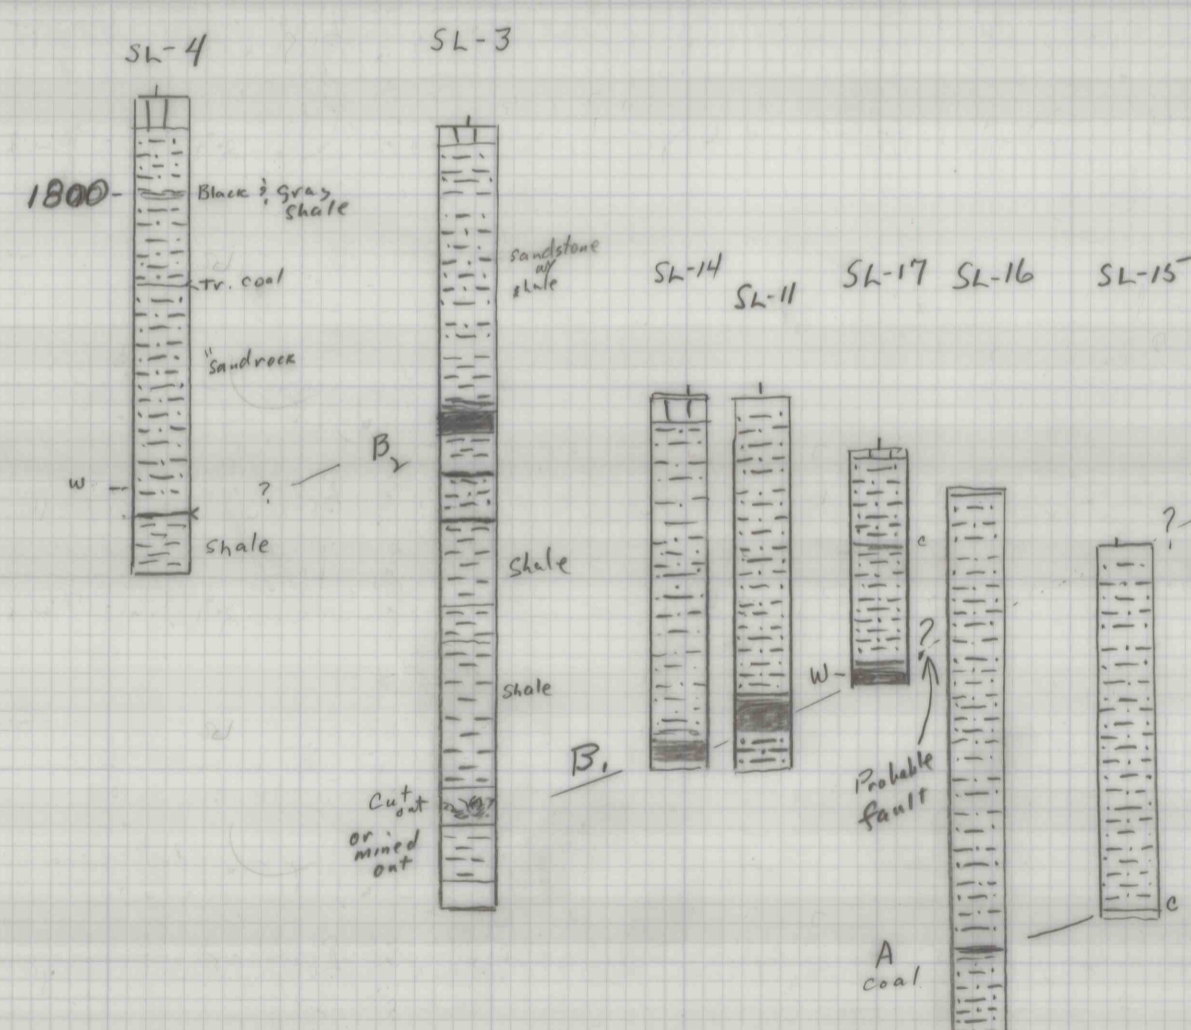 SL-4
SL-3
1800
Black & gray
shale
tr. coal
sandstone
w/
shale
SL-14
SL-11
SL-17
SL-16
SL-15
"sandrock
B2
W
?
shale
shale
c
?
?
shale
W
B1
Probable
fault
Cut
out
or
mined
out
A
coal
c